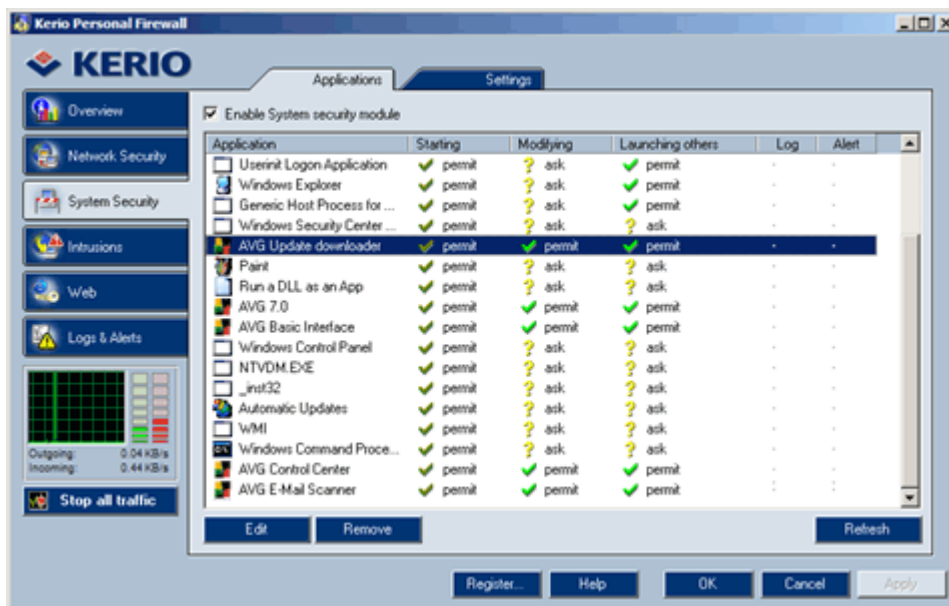 Kerio Personal Firewall
KERIO
Applications
Settings
Overview
Network Security
System Security
Intrusions
Web
Logs & Alerts
Outgoing: 0.04 KB/s
Incoming: 0.44 KB/s
Stop all traffic
Enable System security module
Application Starting Modifying Launching others Log Alert
Userinit Logon Application permit ? ask permit
Windows Explorer permit ? ask permit
Generic Host Process for ... permit ? ask permit
Windows Security Center ... permit ? ask ? ask
AVG Update downloader permit permit permit
Paint permit ? ask ? ask
Run a DLL as an App permit ? ask ? ask
AVG 7.0 permit permit permit
AVG Basic Interface permit permit permit
Windows Control Panel permit ? ask ? ask
NTVDM.EXE permit ? ask ? ask
_inst32 permit ? ask ? ask
Automatic Updates permit ? ask ? ask
WMI permit ? ask ? ask
Windows Command Proce... permit ? ask ? ask
AVG Control Center permit permit permit
AVG E-Mail Scanner permit permit permit
Edit
Remove
Refresh
Register...
Help
OK
Cancel
Apply